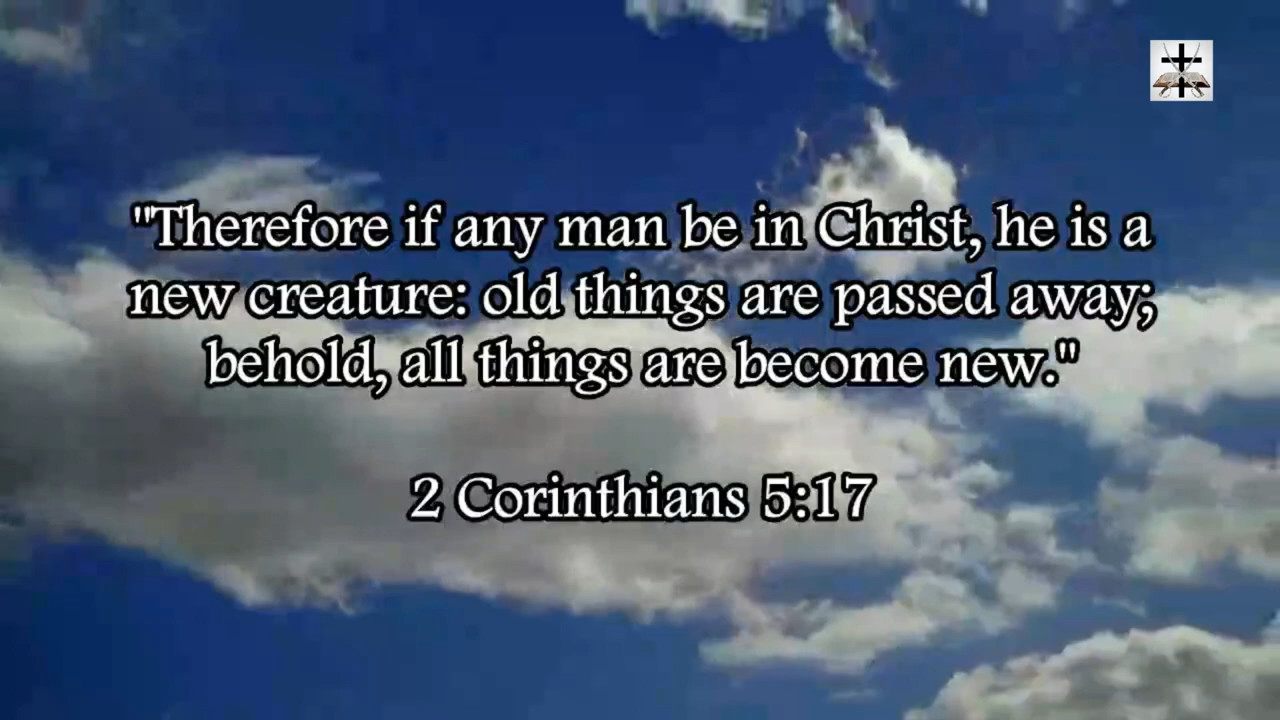 "Therefore if any man be in Christ, he is a
new creature: old things are passed away;
behold, all things are become new."
2 Corinthians 5:17